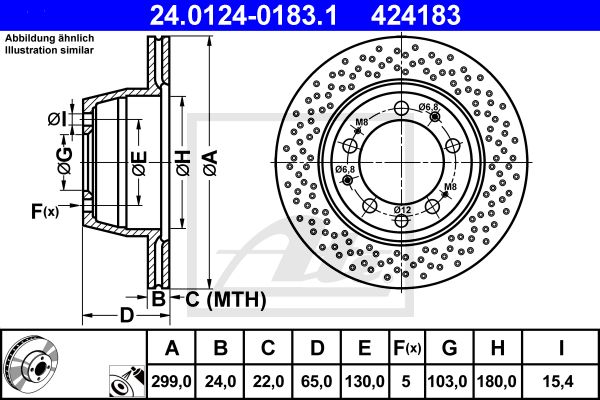 24.0124-0183.1 424183
Abbildung ähnlich
Illustration similar
ØI
ØG
ØE
ØH
ØA
F(x)
B
C (MTH)
D
Ø6,8
M8
Ø6,8
M8
Ø12
Ate
A B C D E F(x) G H I
299,0 24,0 22,0 65,0 130,0 5 103,0 180,0 15,4